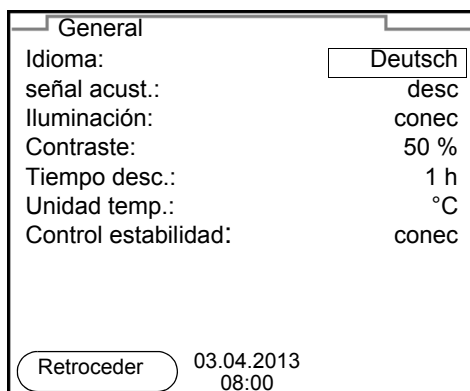 General
Idioma: Deutsch
señal acust.: desc
Iluminación: conec
Contraste: 50 %
Tiempo desc.: 1 h
Unidad temp.: °C
Control estabilidad: conec
Retroceder 03.04.2013
08:00